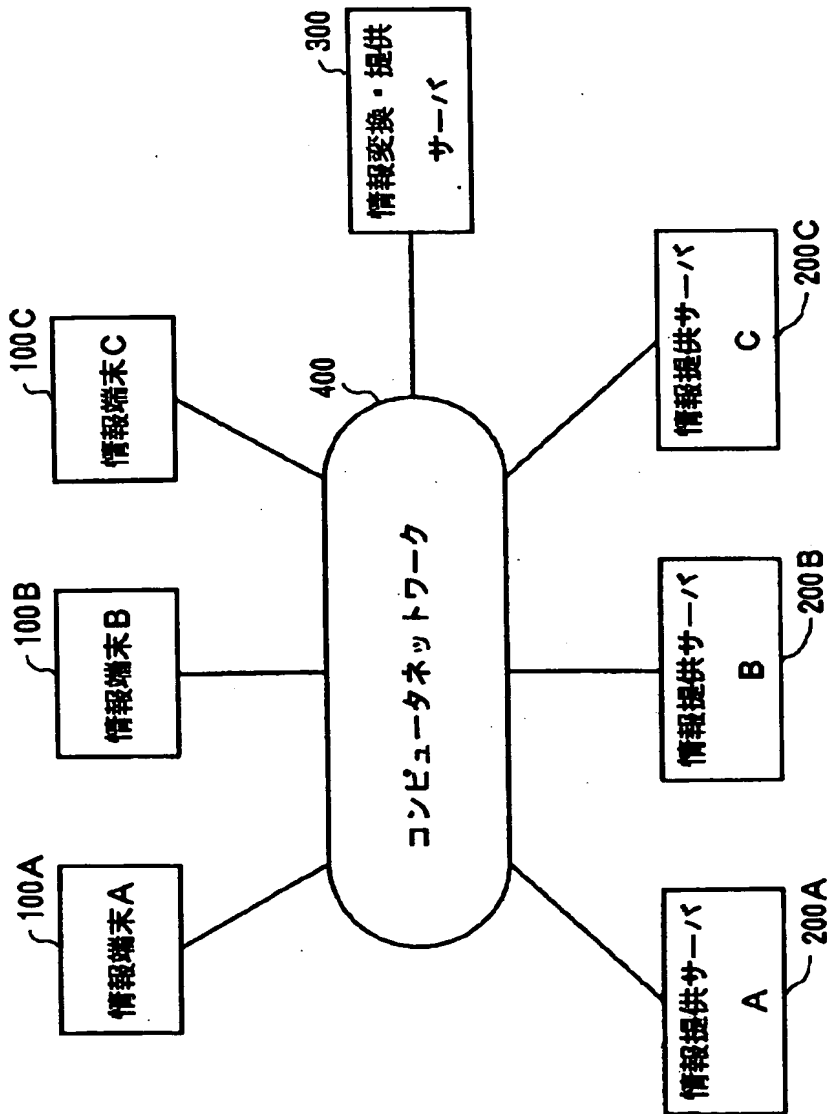 100A
情報端末A
100B
情報端末B
100C
情報端末C
400
コンピュータネットワーク
300
情報変換・提供
サーバ
情報提供サーバ
A
200A
情報提供サーバ
B
200B
情報提供サーバ
C
200C